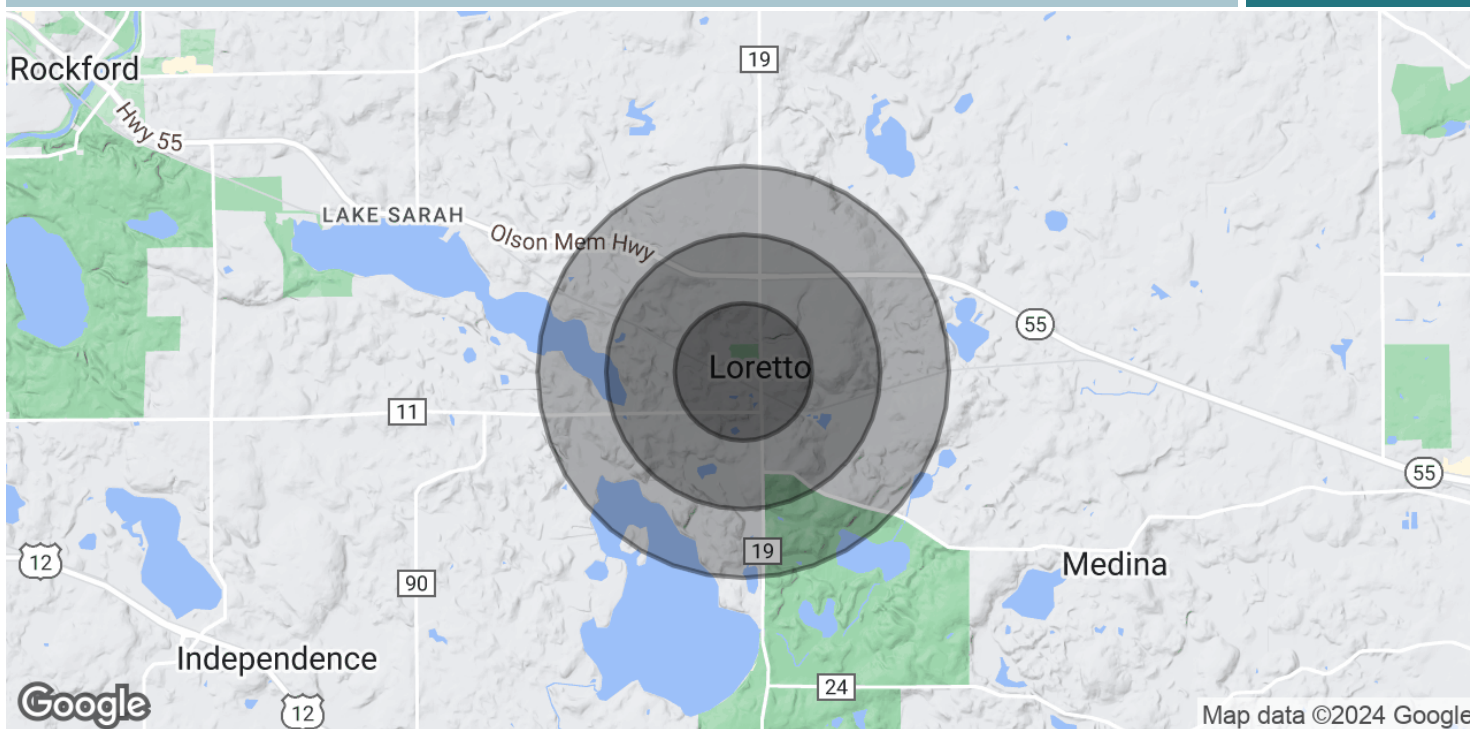 Rockford
19
Hwy 55
LAKE SARAH
Olson Mem Hwy
55
Loretto
11
55
19
12
90
Medina
Independence
24
12
Google
Map data ©2024 Google